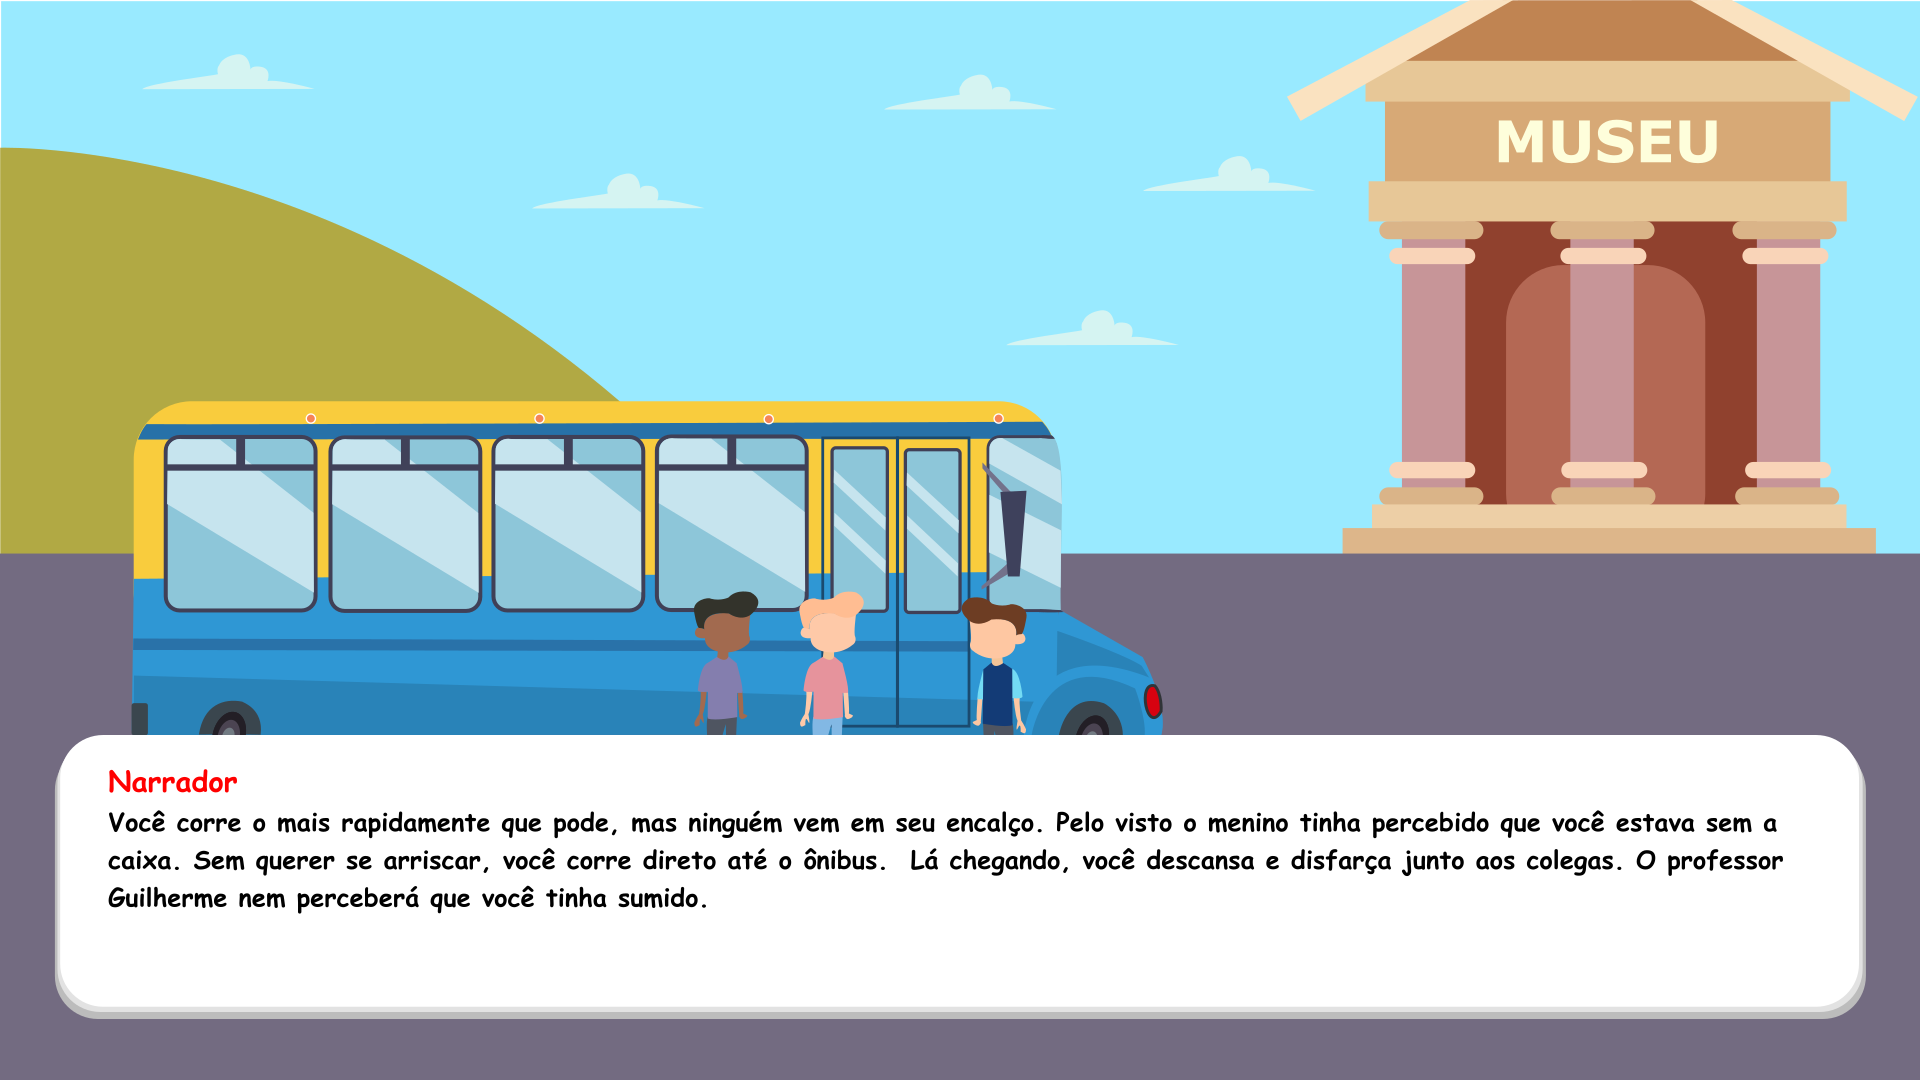 MUSEU
Narrador
Você corre o mais rapidamente que pode, mas ninguém vem em seu encalço. Pelo visto o menino tinha percebido que você estava sem a
caixa. Sem querer se arriscar, você corre direto até o ônibus.  Lá chegando, você descansa e disfarça junto aos colegas. O professor
Guilherme nem perceberá que você tinha sumido.